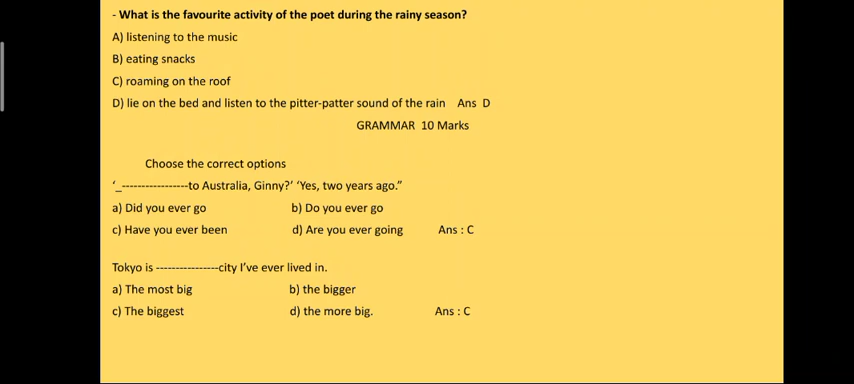 - What is the favourite activity of the poet during the rainy season?
A) listening to the music
B) eating snacks
C) roaming on the roof
D) lie on the bed and listen to the pitter-patter sound of the rain Ans D
GRAMMAR 10 Marks
Choose the correct options
‘_-----------------to Australia, Ginny?’ ‘Yes, two years ago.”
a) Did you ever go b) Do you ever go
c) Have you ever been d) Are you ever going Ans : C
Tokyo is ----------------city I’ve ever lived in.
a) The most big b) the bigger
c) The biggest d) the more big. Ans : C